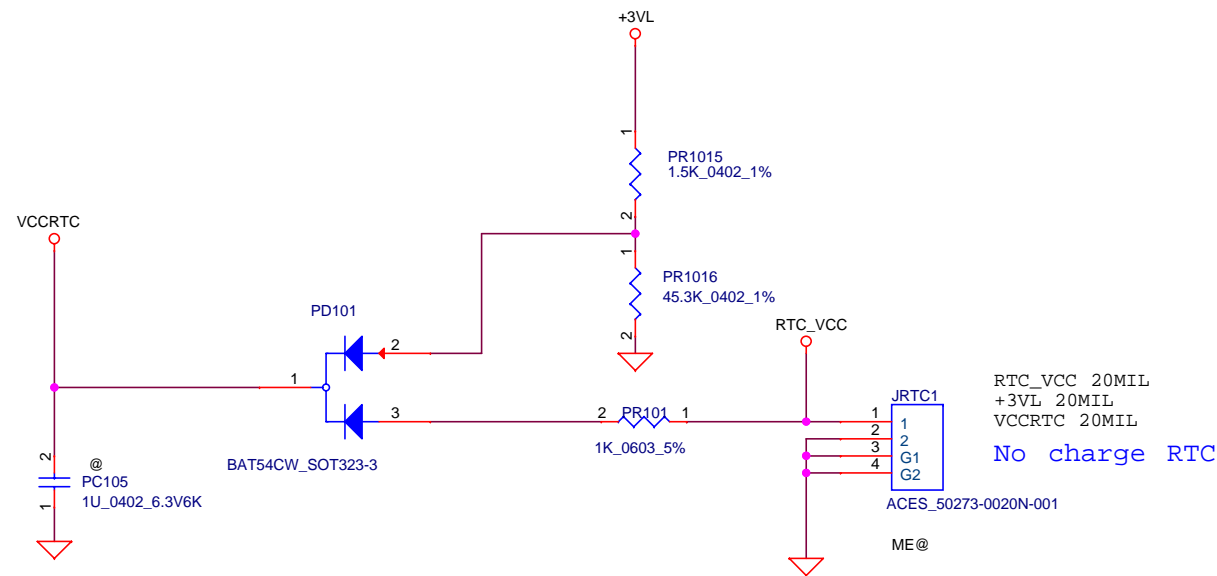 +3VL
1
PR1015
1.5K_0402_1%
2
VCCRTC
1
PR1016
45.3K_0402_1%
2
PD101
2
1
3
BAT54CW_SOT323-3
RTC_VCC
2
PR101
1
1K_0603_5%
JRTC1
1
2
3
4
1
2
G1
G2
ACES_50273-0020N-001
ME@
RTC_VCC 20MIL
+3VL 20MIL
VCCRTC 20MIL
No charge RTC
2
@
PC105
1U_0402_6.3V6K
1